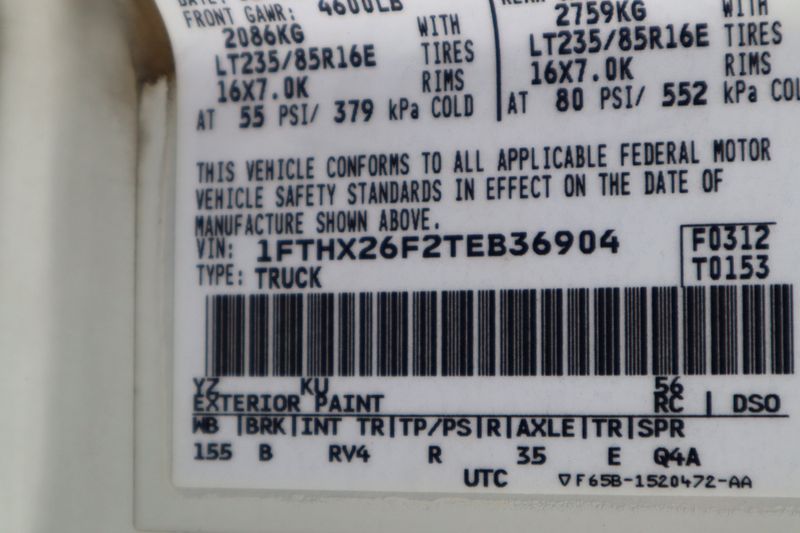 FRONT GAWR: 4600LB
2086KG WITH 2759KG WITH
LT235/85R16E TIRES LT235/85R16E TIRES
16X7.0K RIMS 16X7.0K RIMS
AT 55 PSI/ 379 kPa COLD AT 80 PSI/ 552 kPa COL
THIS VEHICLE CONFORMS TO ALL APPLICABLE FEDERAL MOTOR
VEHICLE SAFETY STANDARDS IN EFFECT ON THE DATE OF
MANUFACTURE SHOWN ABOVE.
VIN: 1FTHX26F2TEB36904 F0312
TYPE: TRUCK T0153
YZ KU 56
EXTERIOR PAINT RC | DSO
WB |BRK|INT TR|TP/PS|R|AXLE|TR|SPR
155 B RV4 R 35 E Q4A
UTC ▽F65B-1520472-AA